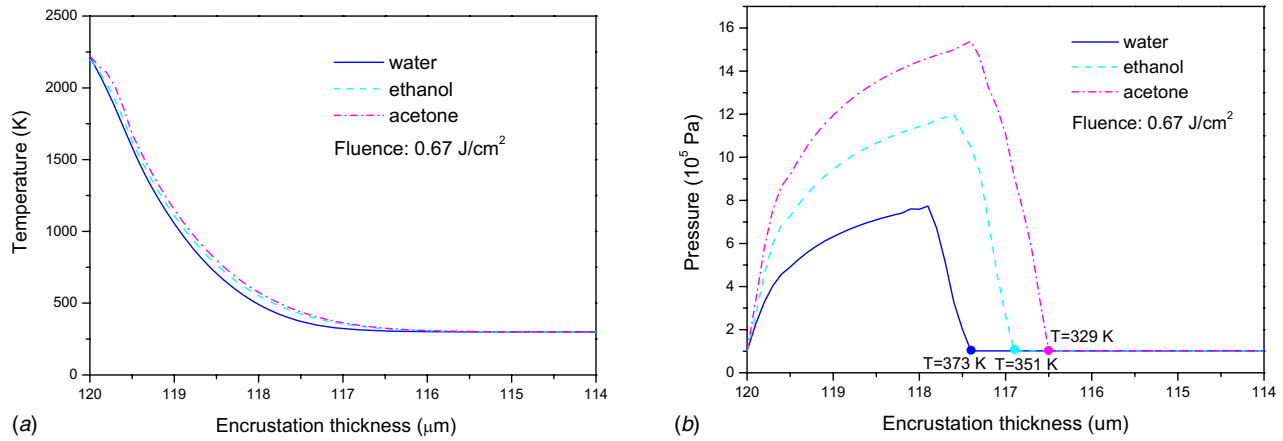 2500
2000
1500
1000
500
0
Temperature (K)
water
ethanol
acetone
Fluence: 0.67 J/cm²
120 119 118 117 116 115 114
Encrustation thickness (μm)
(a)
16
14
12
10
8
6
4
2
0
Pressure (10⁵ Pa)
water
ethanol
acetone
Fluence: 0.67 J/cm²
T=329 K
T=373 K T=351 K
120 119 118 117 116 115 114
Encrustation thickness (um)
(b)